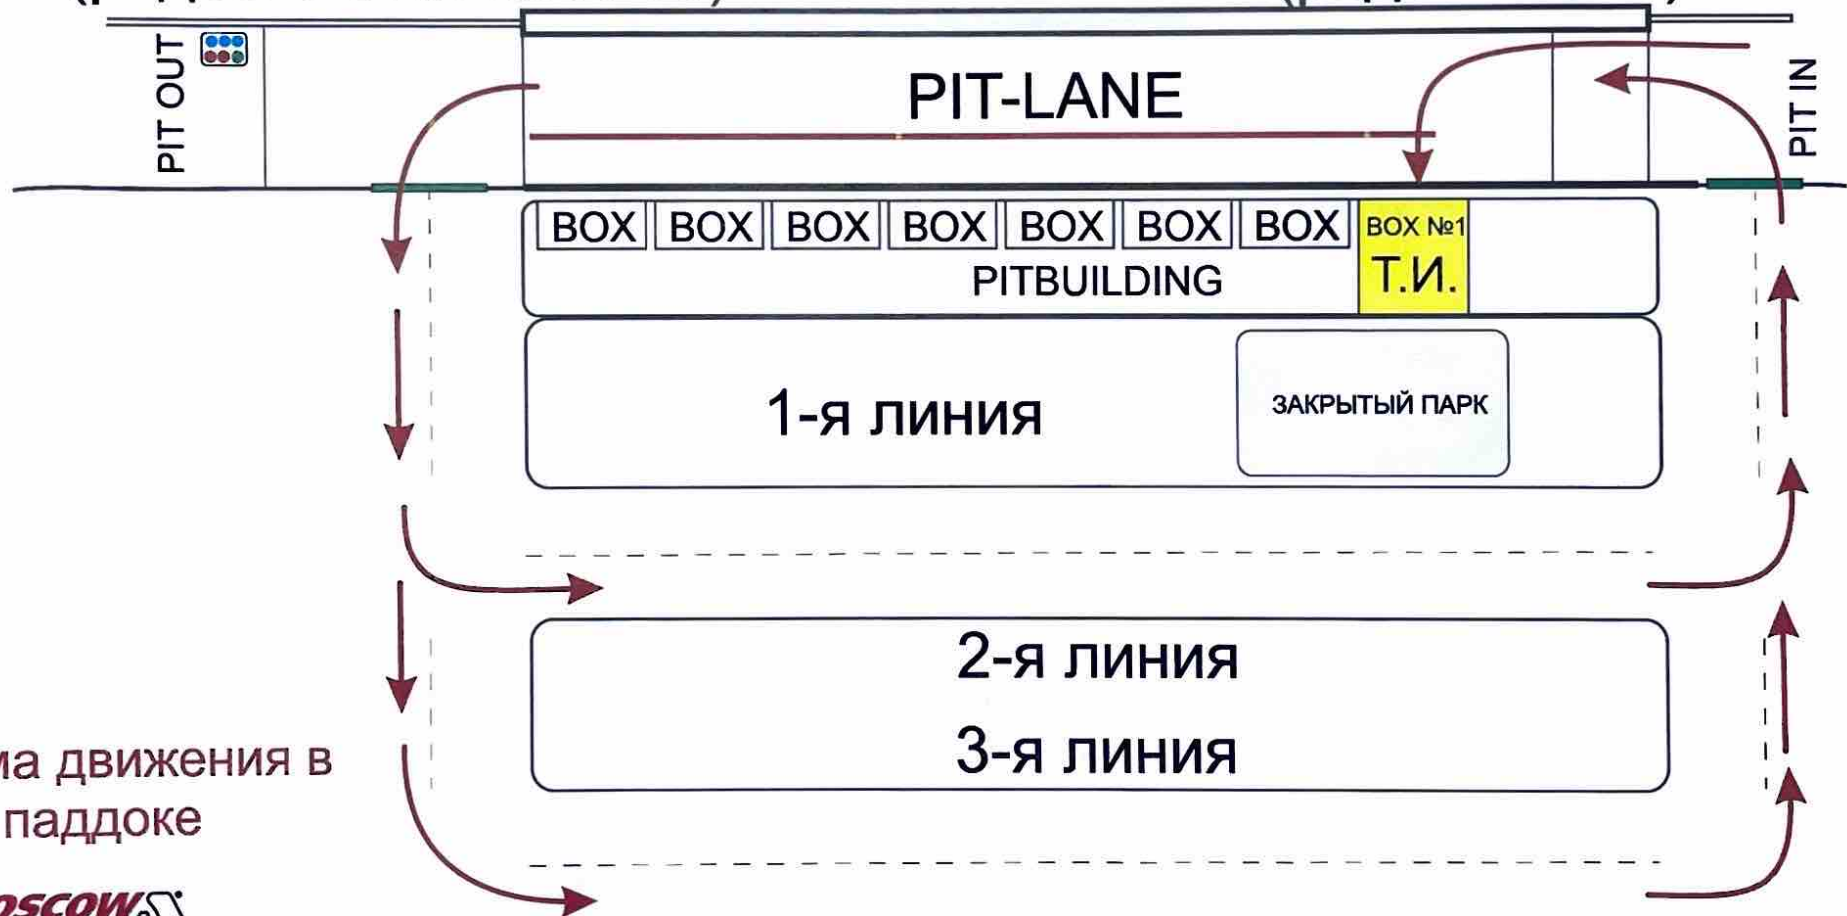 PIT OUT
PIT-LANE
PIT IN
BOX BOX BOX BOX BOX BOX BOX BOX №1
Т.И.
PITBUILDING
1-я линия
ЗАКРЫТЫЙ ПАРК
2-я линия
3-я линия
движения в
паддоке